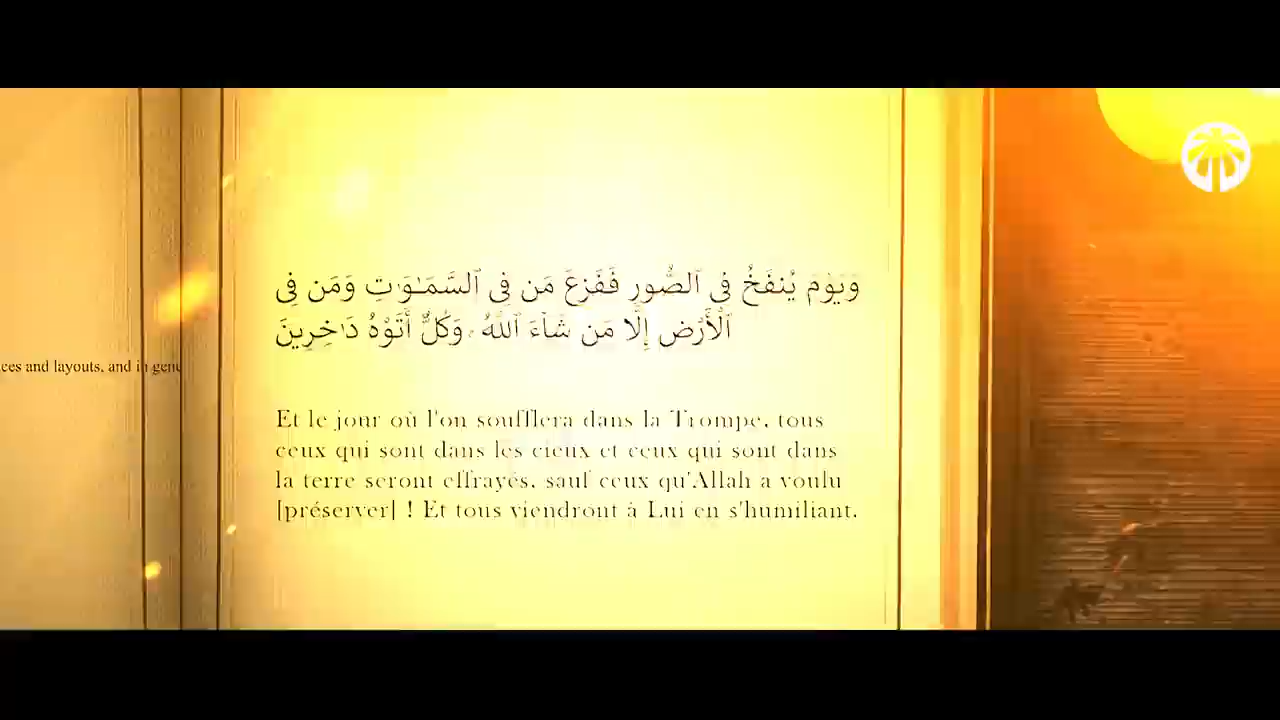 وَيَوْمَ يُنفَخُ فِى ٱلصُّورِ فَفَزِعَ مَن فِى ٱلسَّمَـٰوَٰتِ وَمَن فِى
ٱلْأَرْضِ إِلَّا مَن شَآءَ ٱللَّهُ ۚ وَكُلٌّ أَتَوْهُ دَٰخِرِينَ
Et le jour où l'on soufflera dans la Trompe, tous
ceux qui sont dans les cieux et ceux qui sont dans
la terre seront effrayés, sauf ceux qu'Allah a voulu
[préserver] ! Et tous viendront à Lui en s'humiliant.
and layouts, and in